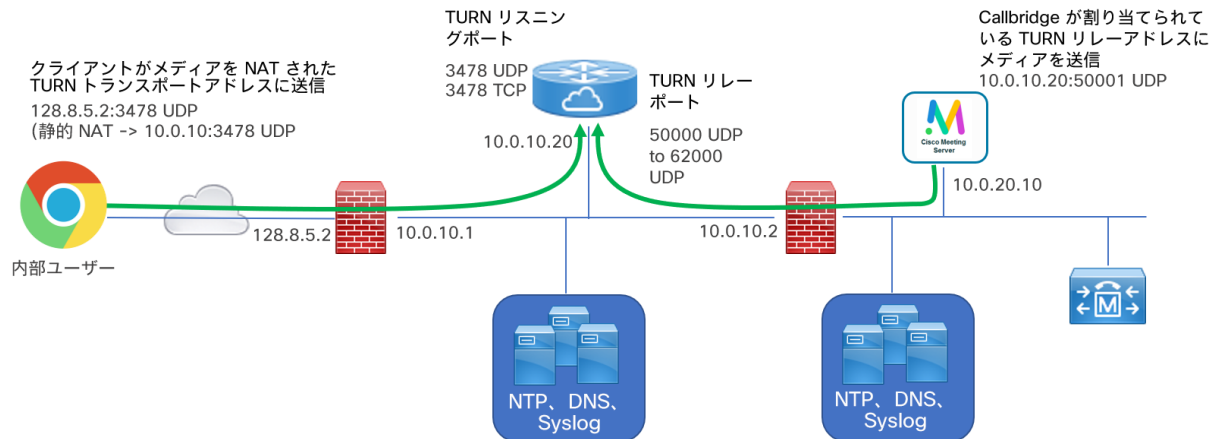 クライアントがメディアを NAT された
TURN トランスポートアドレスに送信
128.8.5.2:3478 UDP
(静的 NAT -> 10.0.10:3478 UDP
内部ユーザー
128.8.5.2
10.0.10.1
TURN リスニン
グポート
3478 UDP
3478 TCP
10.0.10.20
TURN リレー
ポート
50000 UDP
to 62000
UDP
10.0.10.2
Callbridge が割り当てられて
いる TURN リレーアドレスに
メディアを送信
10.0.10.20:50001 UDP
Cisco Meeting
Server
10.0.20.10
M
NTP、DNS、
Syslog
NTP、DNS、
Syslog